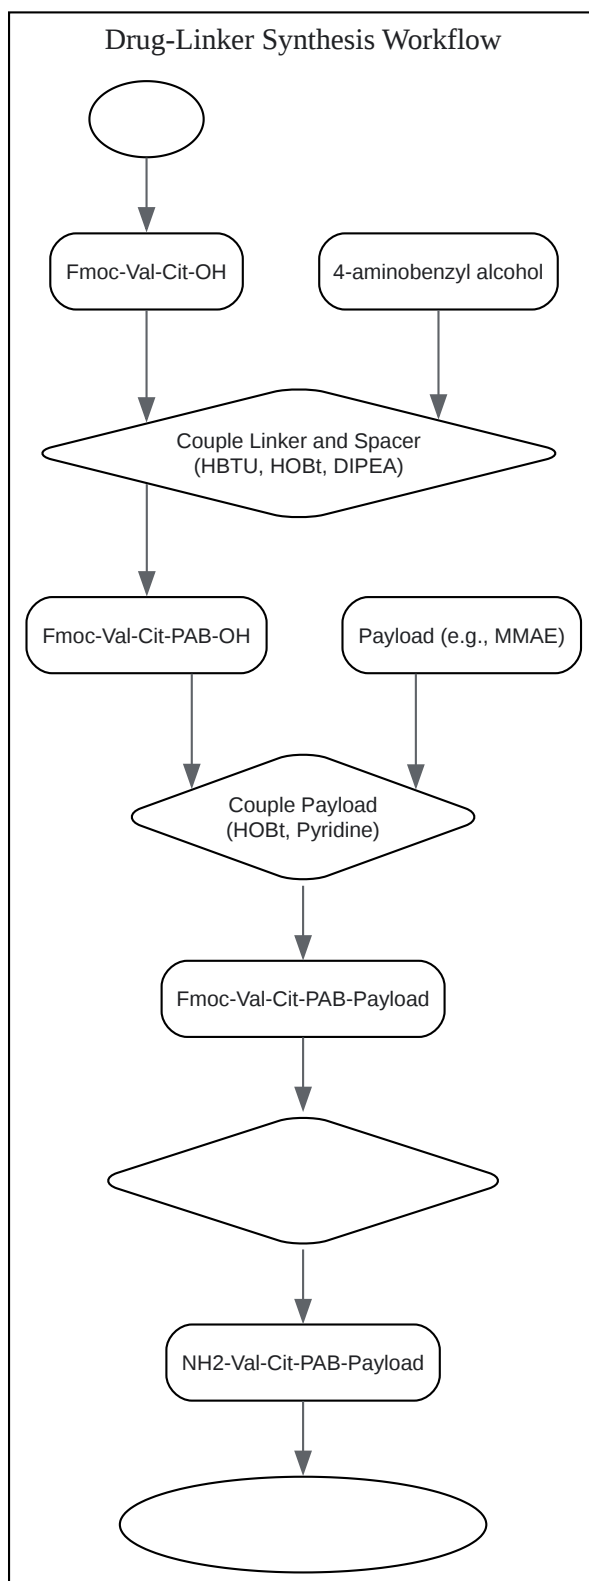 Drug-Linker Synthesis Workflow
Fmoc-Val-Cit-OH
4-aminobenzyl alcohol
Couple Linker and Spacer
(HBTU, HOBt, DIPEA)
Fmoc-Val-Cit-PAB-OH
Payload (e.g., MMAE)
Couple Payload
(HOBt, Pyridine)
Fmoc-Val-Cit-PAB-Payload
NH2-Val-Cit-PAB-Payload